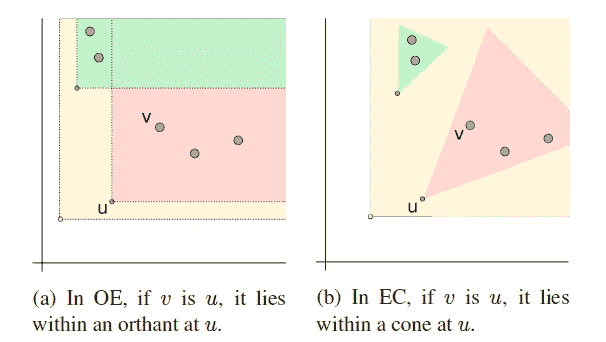 v
u
v
u
(a) In OE, if v is u, it lies
within an orthant at u.
(b) In EC, if v is u, it lies
within a cone at u.